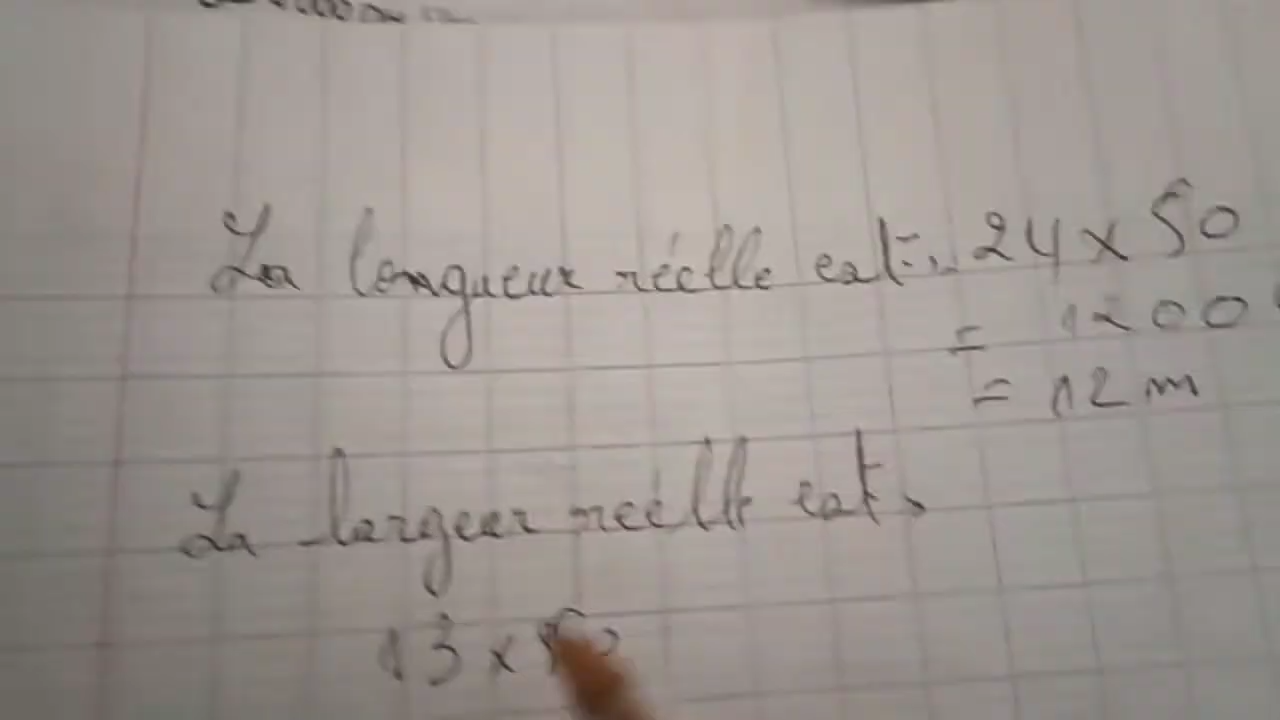 La longueur réelle est: 24 x 50
= 1200
= 12 m
La largeur réelle est,
13 x